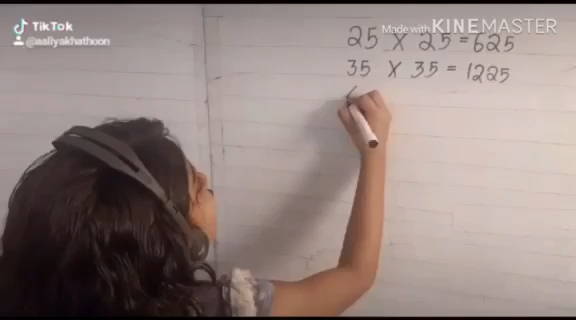 TikTok
@aaliyakhathoon
Made with KINEMASTER
25 X 25 = 625
35 X 35 = 1225